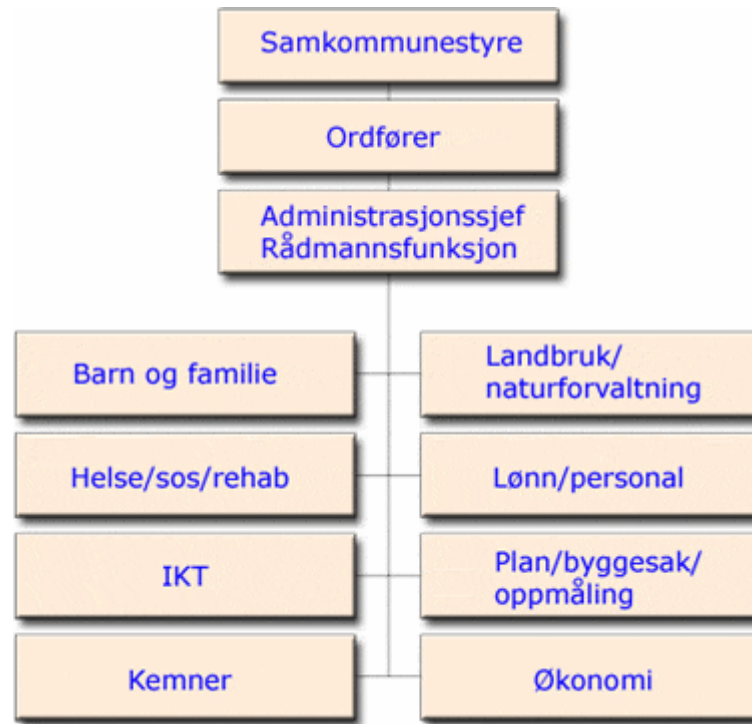 Samkommunestyre
Ordfører
Administrasjonssjef
Rådmannsfunksjon
Barn og familie
Landbruk/
naturforvaltning
Helse/sos/rehab
Lønn/personal
IKT
Plan/byggesak/
oppmåling
Kemner
Økonomi